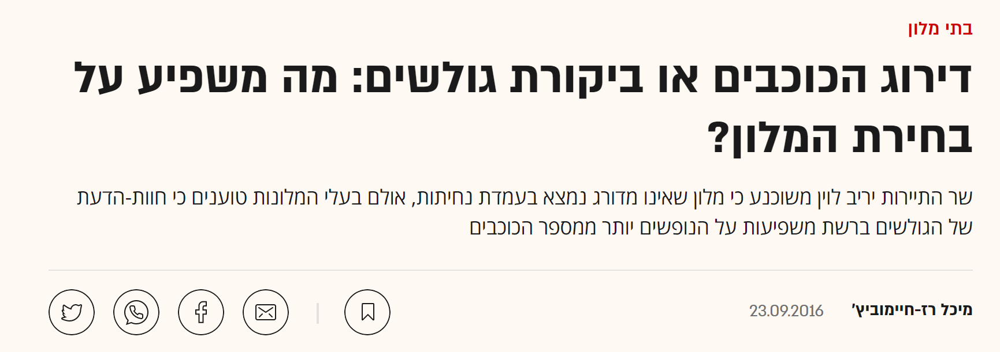 בתי מלון
דירוג הכוכבים או ביקורת גולשים: מה משפיע על
בחירת המלון?
שר התיירות יריב לוין משוכנע כי מלון שאינו מדורג נמצא בעמדת נחיתות, אולם בעלי המלונות טוענים כי חוות-הדעת
של הגולשים ברשת משפיעות על הנופשים יותר ממספר הכוכבים
מיכל רז-חיימוביץ' 23.09.2016